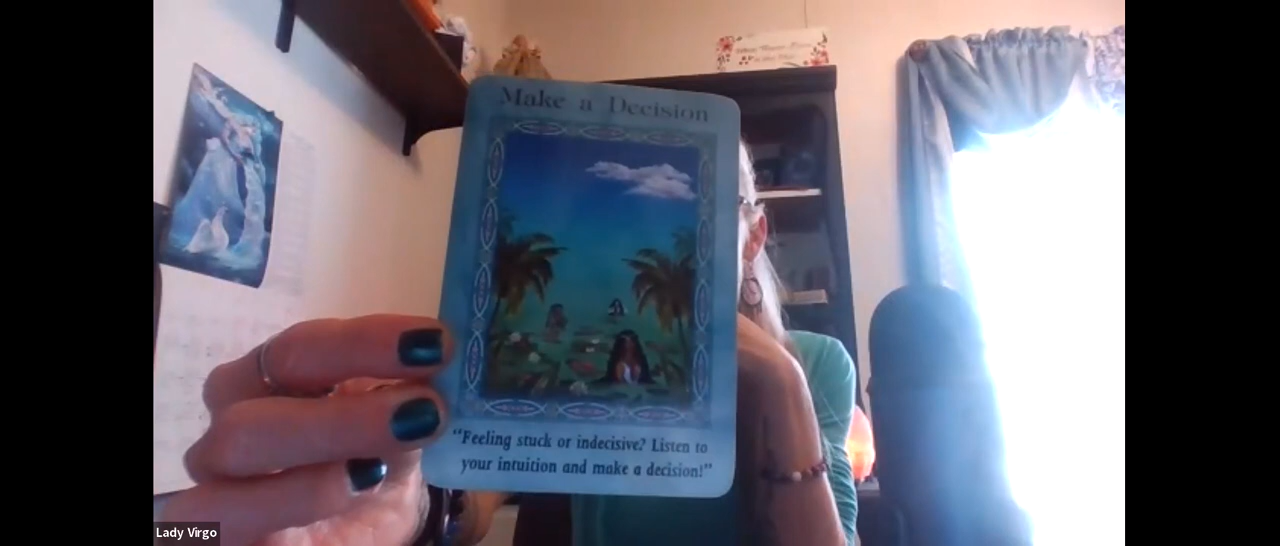 Make a Decision
“Feeling stuck or indecisive? Listen to
your intuition and make a decision!”
Lady Virgo